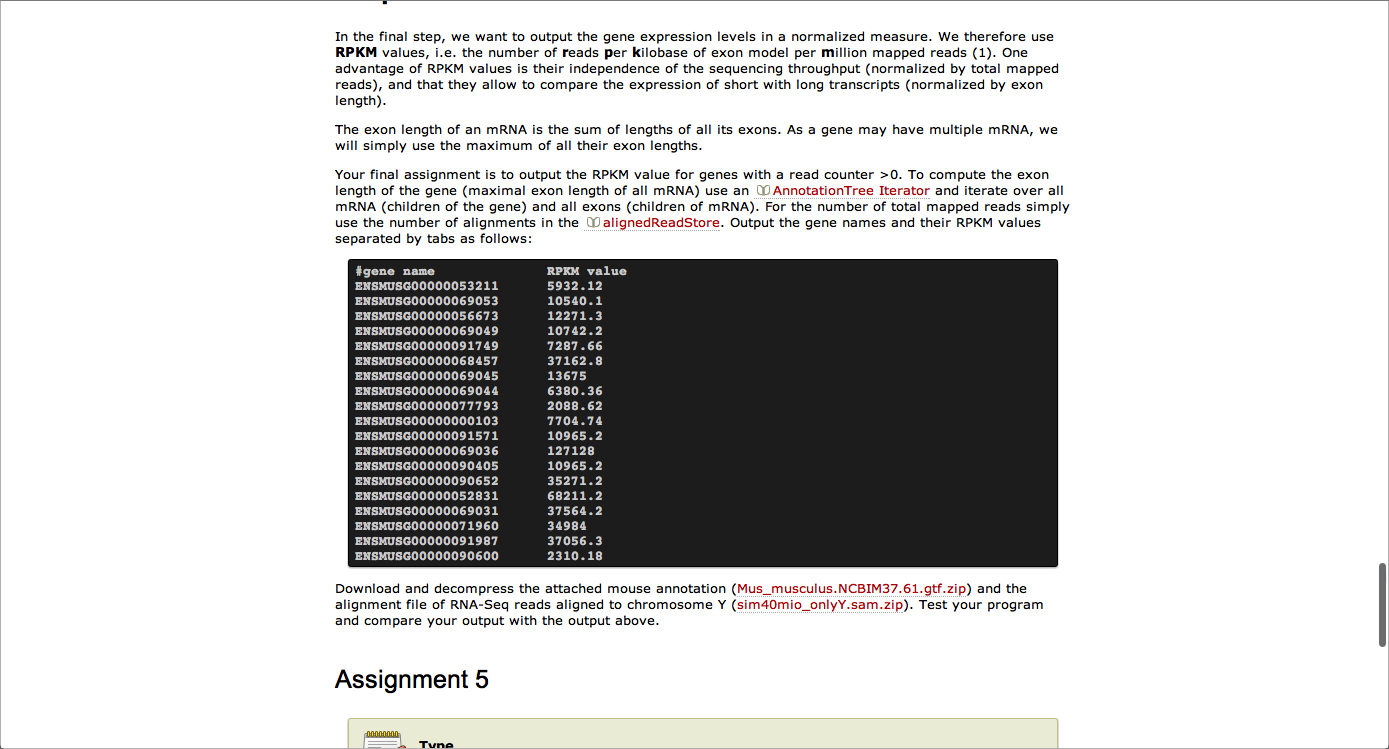 In the final step, we want to output the gene expression levels in a normalized measure. We therefore use
RPKM values, i.e. the number of reads per kilobase of exon model per million mapped reads (1). One
advantage of RPKM values is their independence of the sequencing throughput (normalized by total mapped
reads), and that they allow to compare the expression of short with long transcripts (normalized by exon
length).
The exon length of an mRNA is the sum of lengths of all its exons. As a gene may have multiple mRNA, we
will simply use the maximum of all their exon lengths.
Your final assignment is to output the RPKM value for genes with a read counter >0. To compute the exon
length of the gene (maximal exon length of all mRNA) use an AnnotationTree Iterator and iterate over all
mRNA (children of the gene) and all exons (children of mRNA). For the number of total mapped reads simply
use the number of alignments in the alignedReadStore. Output the gene names and their RPKM values
separated by tabs as follows:
#gene name RPKM value
ENSMUSG00000053211 5932.12
ENSMUSG00000069053 10540.1
ENSMUSG00000056673 12271.3
ENSMUSG00000069049 10742.2
ENSMUSG00000091749 7287.66
ENSMUSG00000068457 37162.8
ENSMUSG00000069045 13675
ENSMUSG00000069044 6380.36
ENSMUSG00000077793 2088.62
ENSMUSG00000000103 7704.74
ENSMUSG00000091571 10965.2
ENSMUSG00000069036 127128
ENSMUSG00000090405 10965.2
ENSMUSG00000090652 35271.2
ENSMUSG00000052831 68211.2
ENSMUSG00000069031 37564.2
ENSMUSG00000071960 34984
ENSMUSG00000091987 37056.3
ENSMUSG00000090600 2310.18
Download and decompress the attached mouse annotation (Mus_musculus.NCBIM37.61.gtf.zip) and the
alignment file of RNA-Seq reads aligned to chromosome Y (sim40mio_onlyY.sam.zip). Test your program
and compare your output with the output above.
Assignment 5
Type